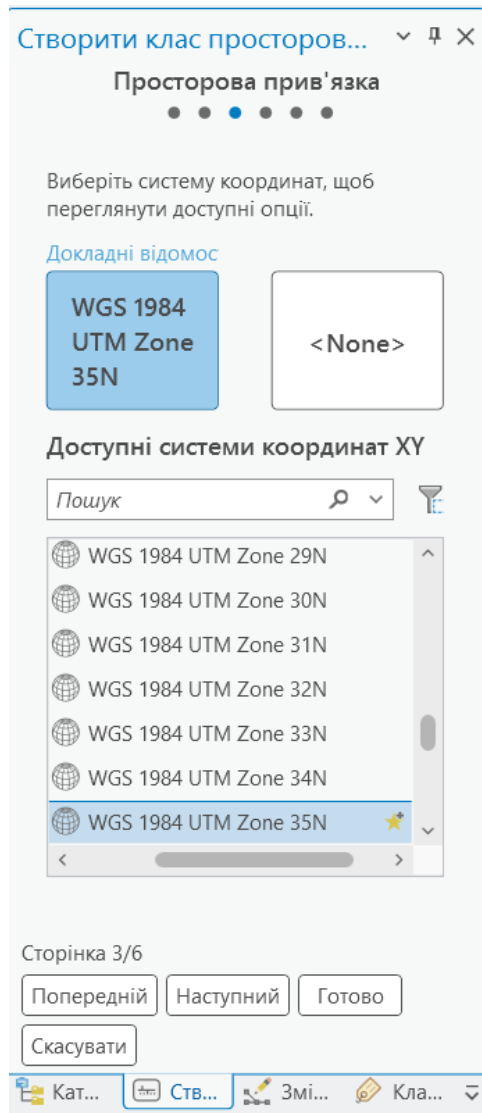 Створити клас просторов...
Просторова прив'язка
Виберіть систему координат, щоб
переглянути доступні опції.
Докладні відомос
WGS 1984
UTM Zone
35N
<None>
Доступні системи координат XY
Пошук
WGS 1984 UTM Zone 29N
WGS 1984 UTM Zone 30N
WGS 1984 UTM Zone 31N
WGS 1984 UTM Zone 32N
WGS 1984 UTM Zone 33N
WGS 1984 UTM Zone 34N
WGS 1984 UTM Zone 35N
Сторінка 3/6
Попередній Наступний Готово
Скасувати
Кат... Ств... Змі... Кла...